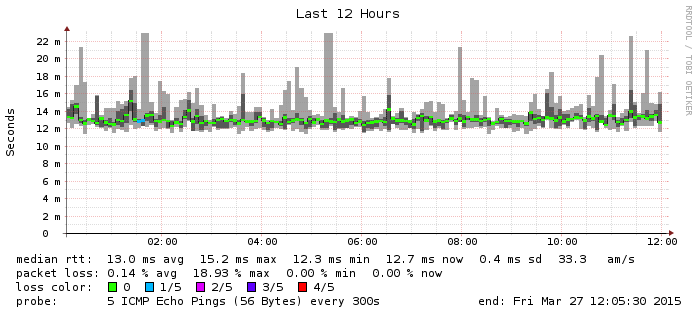 Last 12 Hours
RRDTOOL / TOBI OETIKER
Seconds
22 m
20 m
18 m
16 m
14 m
12 m
10 m
8 m
6 m
4 m
2 m
0
02:00 04:00 06:00 08:00 10:00 12:00
median rtt: 13.0 ms avg 15.2 ms max 12.3 ms min 12.7 ms now 0.4 ms sd 33.3 am/s
packet loss: 0.14 % avg 18.93 % max 0.00 % min 0.00 % now
loss color: 0 1/5 2/5 3/5 4/5
probe: 5 ICMP Echo Pings (56 Bytes) every 300s end: Fri Mar 27 12:05:30 2015